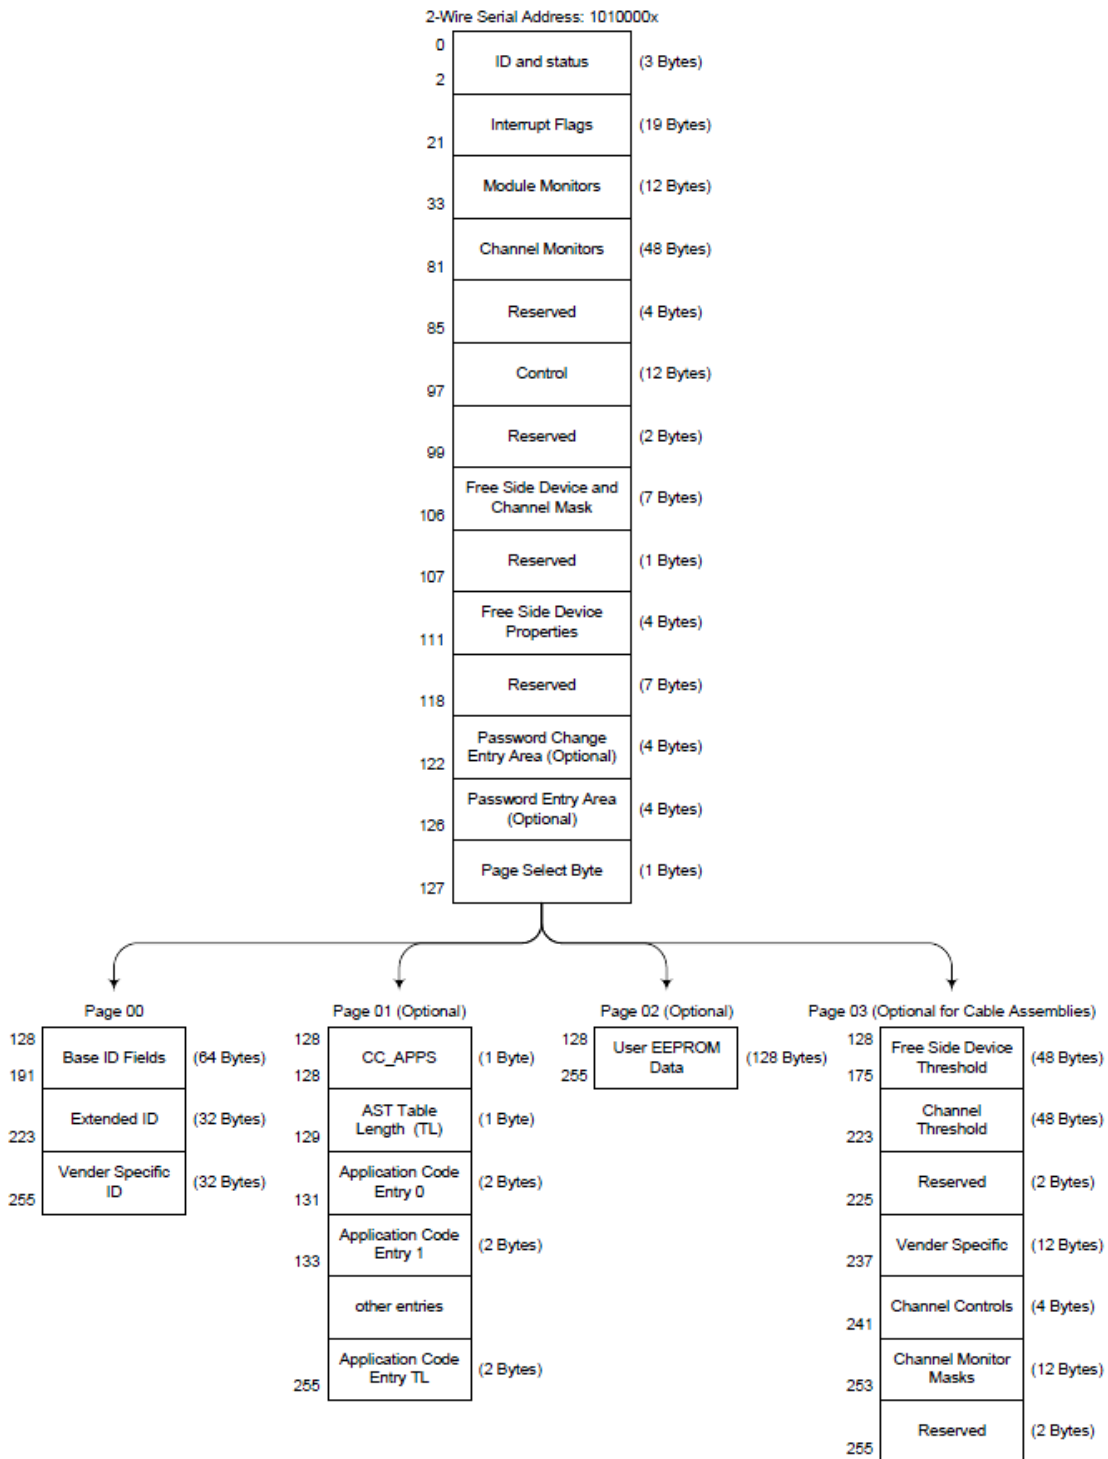 2-Wire Serial Address: 1010000x
0
ID and status (3 Bytes)
2
Interrupt Flags (19 Bytes)
21
Module Monitors (12 Bytes)
33
Channel Monitors (48 Bytes)
81
Reserved (4 Bytes)
85
Control (12 Bytes)
97
Reserved (2 Bytes)
99
Free Side Device and
Channel Mask (7 Bytes)
106
Reserved (1 Bytes)
107
Free Side Device
Properties (4 Bytes)
111
Reserved (7 Bytes)
118
Password Change
Entry Area (Optional) (4 Bytes)
122
Password Entry Area
(Optional) (4 Bytes)
126
Page Select Byte (1 Bytes)
127
Page 00
128
Base ID Fields (64 Bytes)
191
Extended ID (32 Bytes)
223
Vender Specific
ID (32 Bytes)
255
Page 01 (Optional)
128
CC_APPS (1 Byte)
128
AST Table
Length (TL) (1 Byte)
129
Application Code
Entry 0 (2 Bytes)
131
Application Code
Entry 1 (2 Bytes)
133
other entries
Application Code
Entry TL (2 Bytes)
255
Page 02 (Optional)
128
User EEPROM
Data (128 Bytes)
255
Page 03 (Optional for Cable Assemblies)
128
Free Side Device
Threshold (48 Bytes)
175
Channel
Threshold (48 Bytes)
223
Reserved (2 Bytes)
225
Vender Specific (12 Bytes)
237
Channel Controls (4 Bytes)
241
Channel Monitor
Masks (12 Bytes)
253
Reserved (2 Bytes)
255